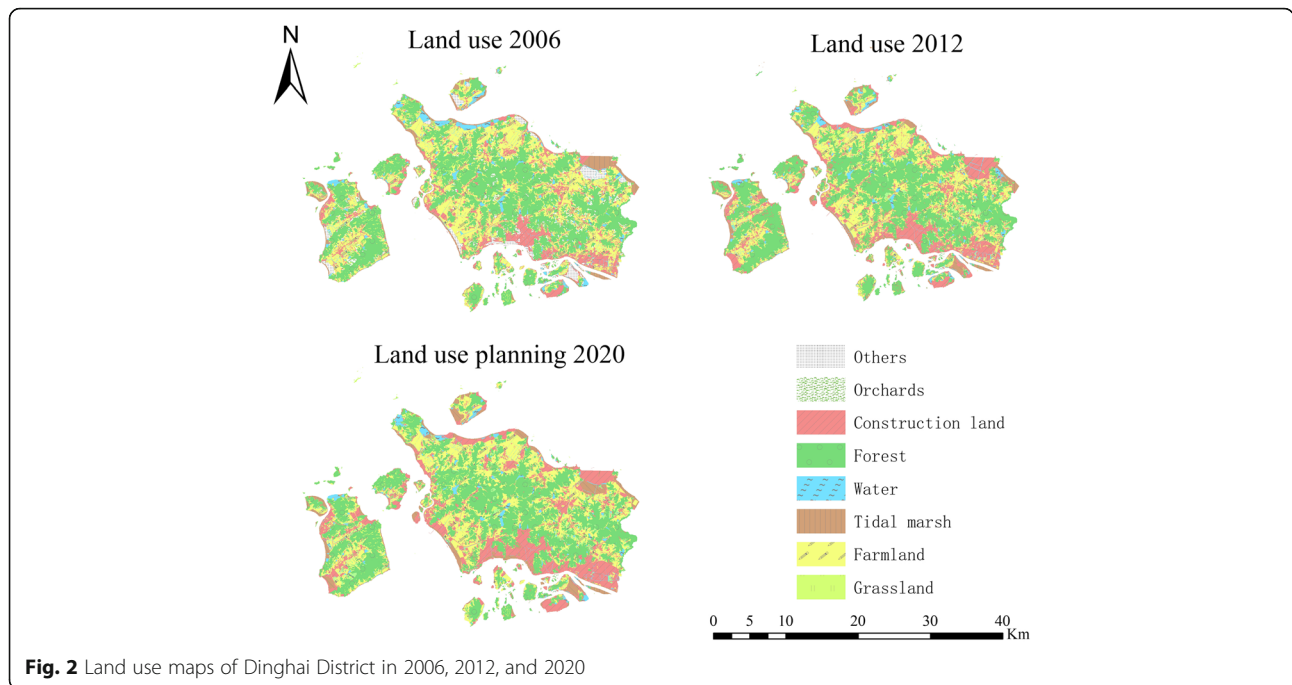 N
Land use 2006
Land use 2012
Land use planning 2020
Others
Orchards
Construction land
Forest
Water
Tidal marsh
Farmland
Grassland
0 5 10 20 30 40
Km
Fig. 2 Land use maps of Dinghai District in 2006, 2012, and 2020